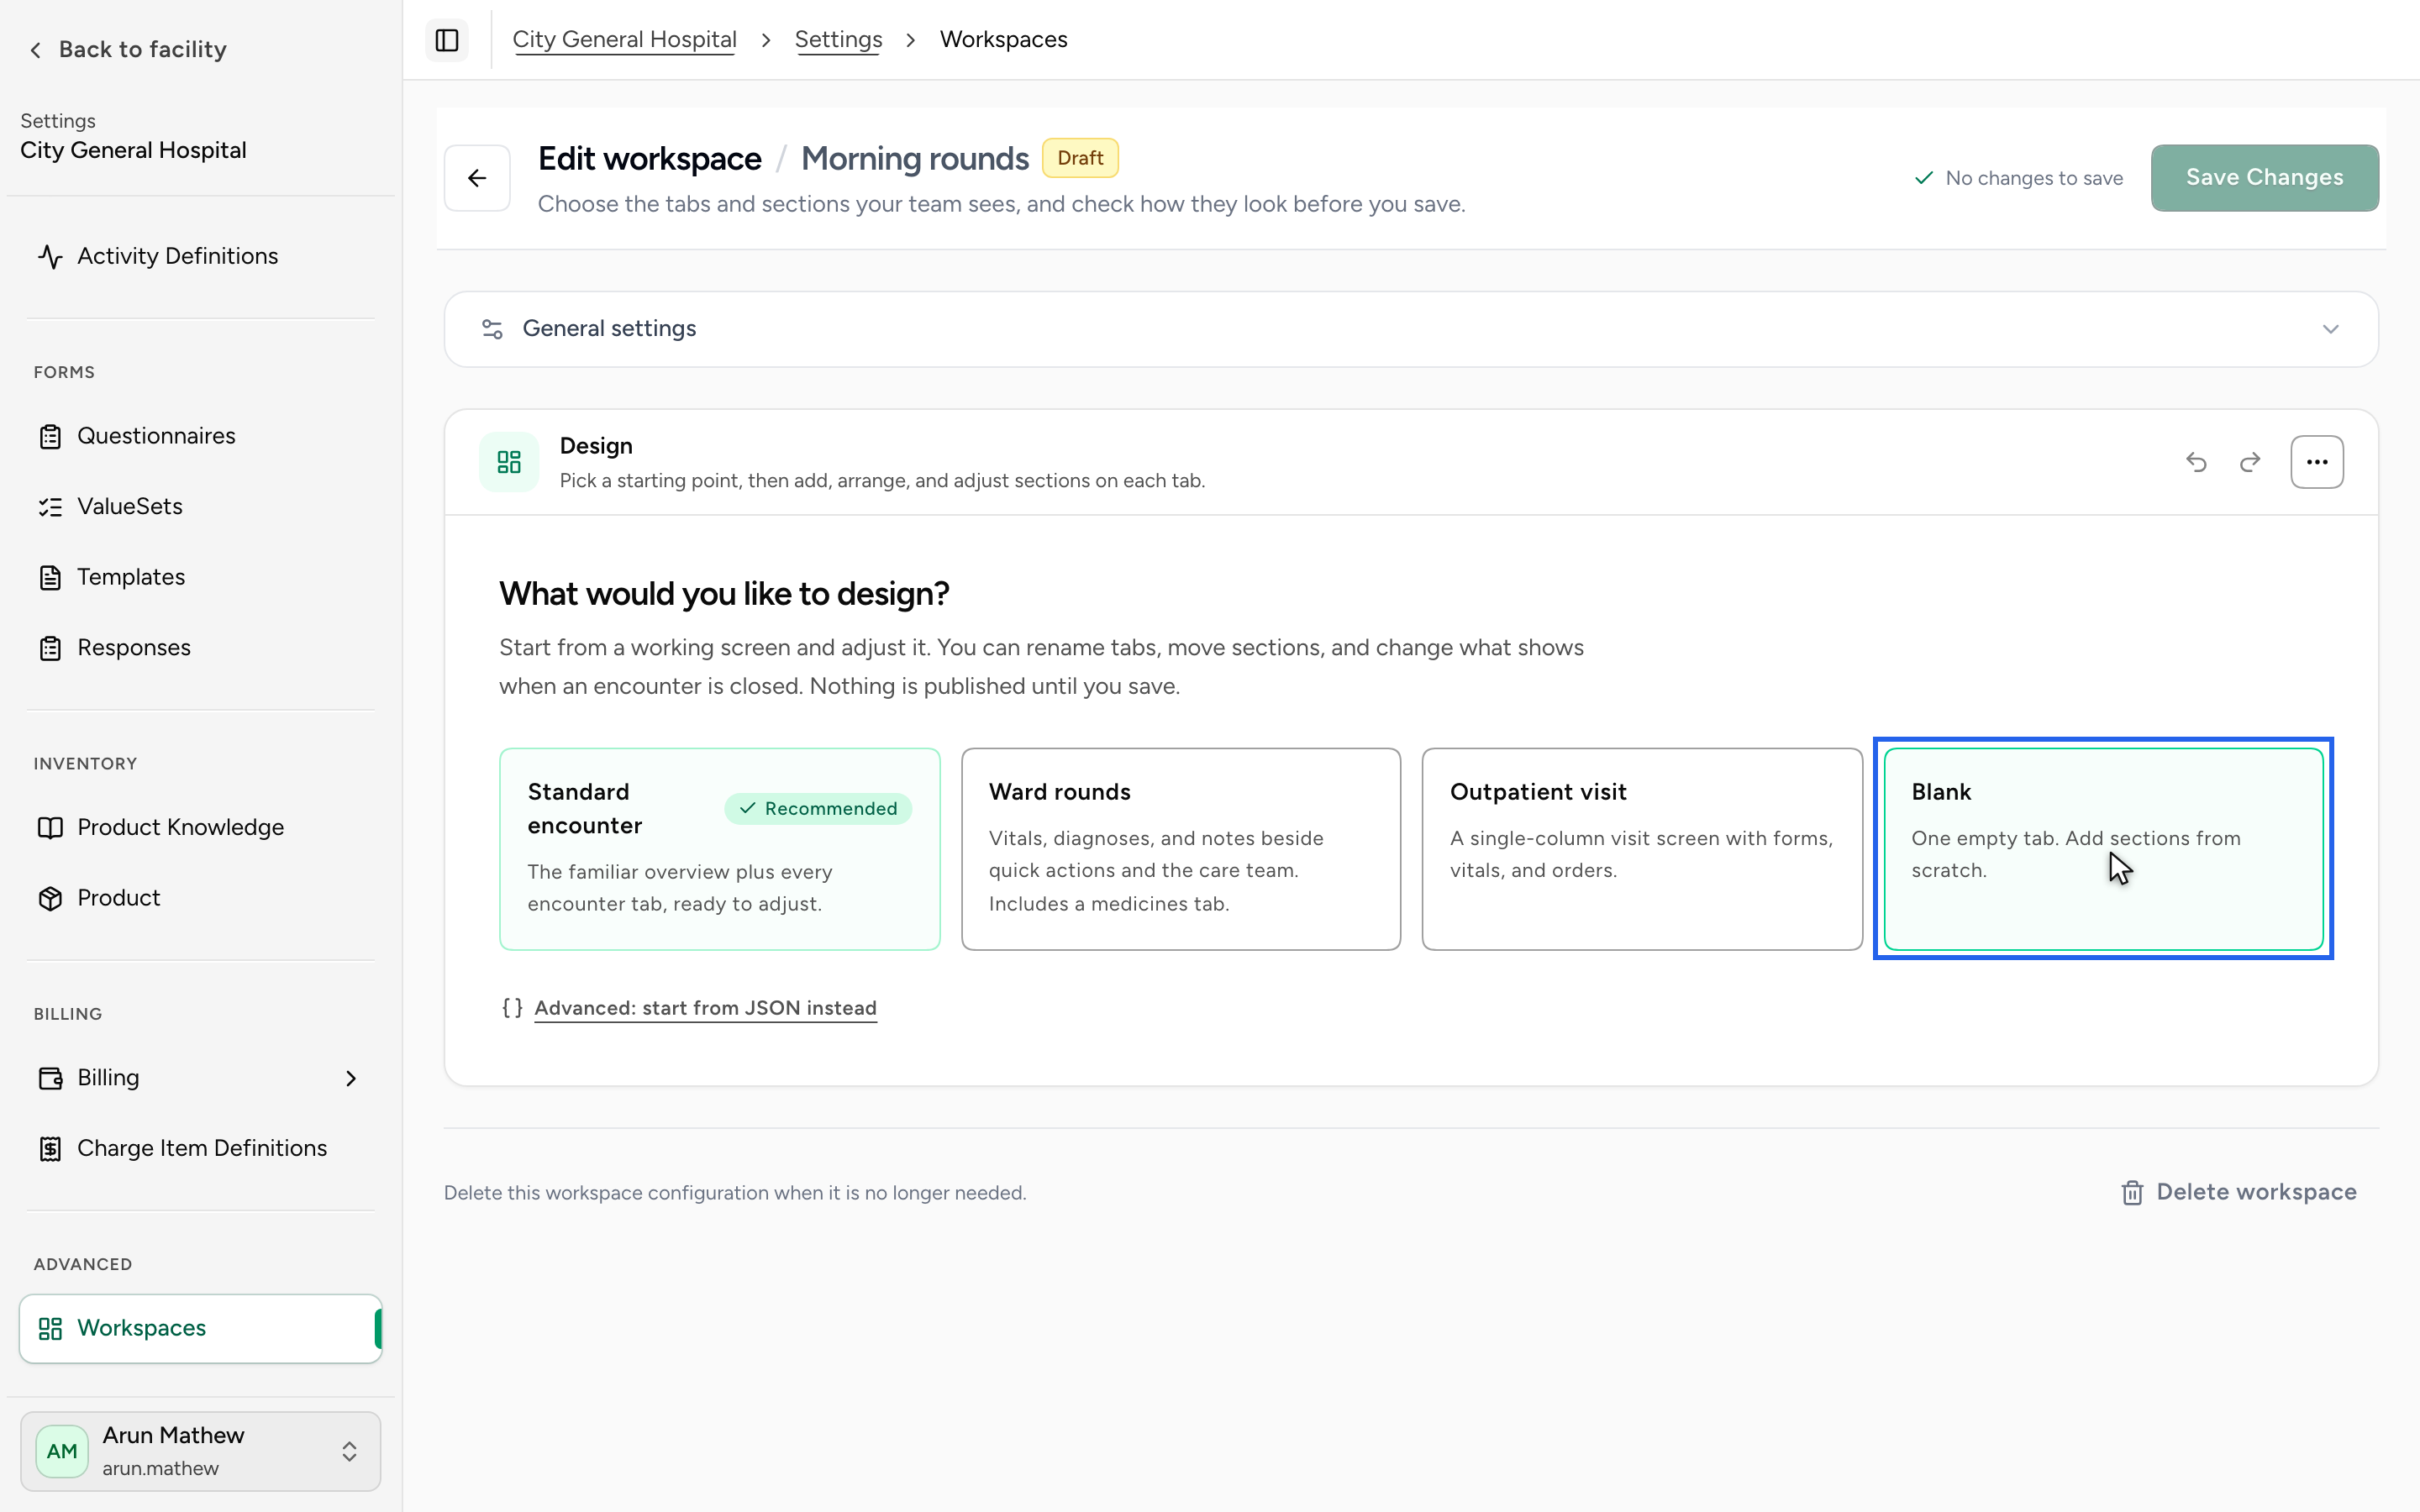 Back to facility
Settings
City General Hospital
Activity Definitions
FORMS
Questionnaires
ValueSets
Templates
Responses
INVENTORY
Product Knowledge
Product
BILLING
Billing
Charge Item Definitions
ADVANCED
Workspaces
AM
Arun Mathew
arun.mathew
City General Hospital > Settings > Workspaces
Edit workspace / Morning rounds Draft
Choose the tabs and sections your team sees, and check how they look before you save.
No changes to save
Save Changes
General settings
Design
Pick a starting point, then add, arrange, and adjust sections on each tab.
What would you like to design?
Start from a working screen and adjust it. You can rename tabs, move sections, and change what shows
when an encounter is closed. Nothing is published until you save.
Standard
encounter
Recommended
The familiar overview plus every
encounter tab, ready to adjust.
Ward rounds
Vitals, diagnoses, and notes beside
quick actions and the care team.
Includes a medicines tab.
Outpatient visit
A single-column visit screen with forms,
vitals, and orders.
Blank
One empty tab. Add sections from
scratch.
{ } Advanced: start from JSON instead
Delete this workspace configuration when it is no longer needed.
Delete workspace